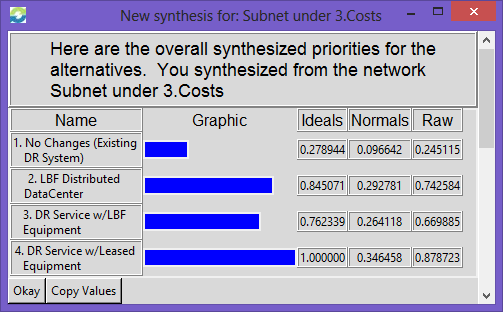 New synthesis for: Subnet under 3.Costs
Here are the overall synthesized priorities for the
alternatives.  You synthesized from the network
Subnet under 3.Costs
Name Graphic Ideals Normals Raw
1. No Changes (Existing
DR System)
0.278944 0.096642 0.245115
2. LBF Distributed
DataCenter
0.845071 0.292781 0.742584
3. DR Service w/LBF
Equipment
0.762339 0.264118 0.669885
4. DR Service w/Leased
Equipment
1.000000 0.346458 0.878723
Okay Copy Values